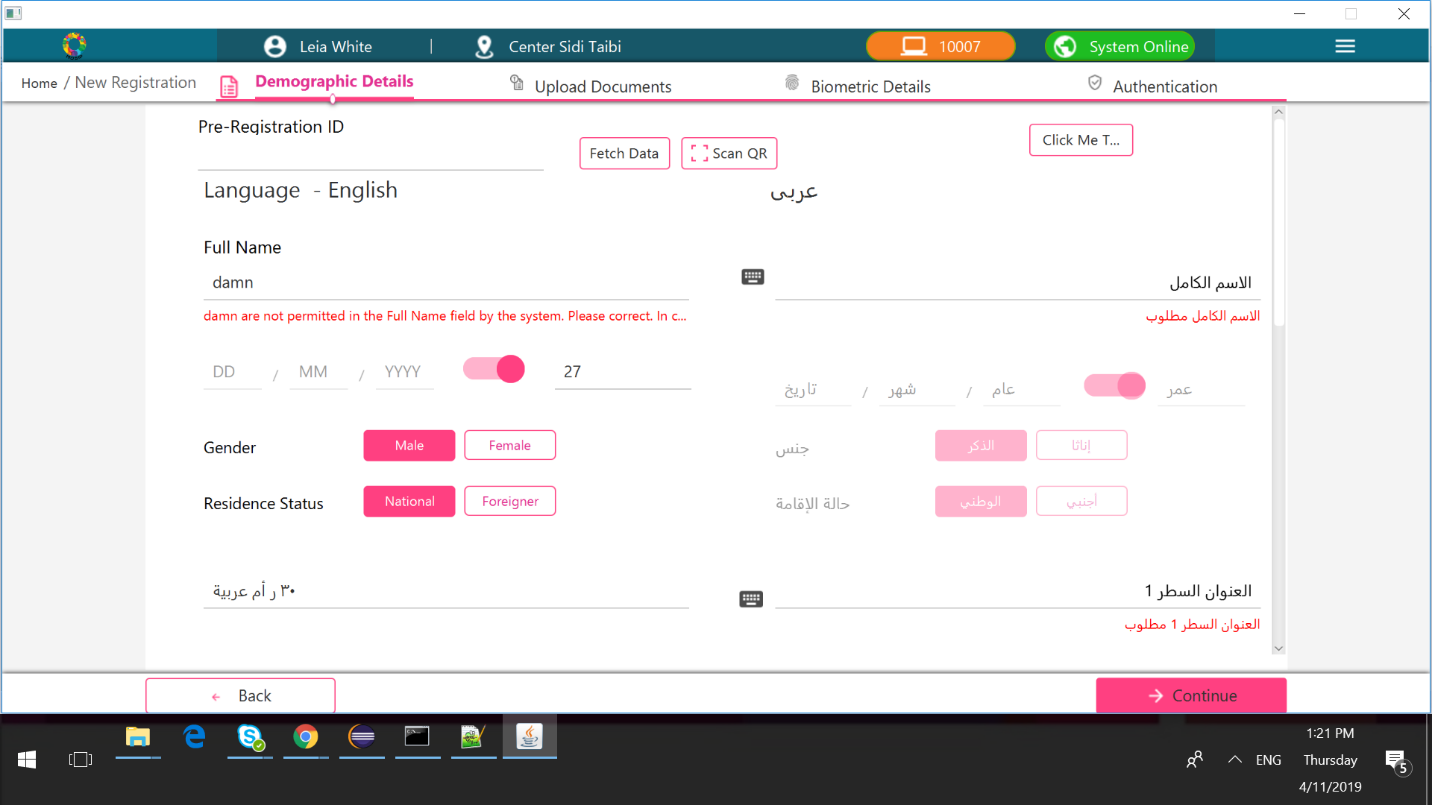 Leia White | Center Sidi Taibi 10007 System Online
Home / New Registration Demographic Details Upload Documents Biometric Details Authentication
Pre-Registration ID
Fetch Data Scan QR Click Me T...
Language - English عربى
Full Name
damn الاسم الكامل
damn are not permitted in the Full Name field by the system. Please correct. In c... الاسم الكامل مطلوب
DD / MM / YYYY 27 تاريخ / شهر / عام عمر
Gender Male Female جنس الذكر إناثا
Residence Status National Foreigner حالة الإقامة الوطني أجنبي
٣٠ ر أم عربية العنوان السطر 1
العنوان السطر 1 مطلوب
Back Continue
1:21 PM
ENG Thursday 5
4/11/2019